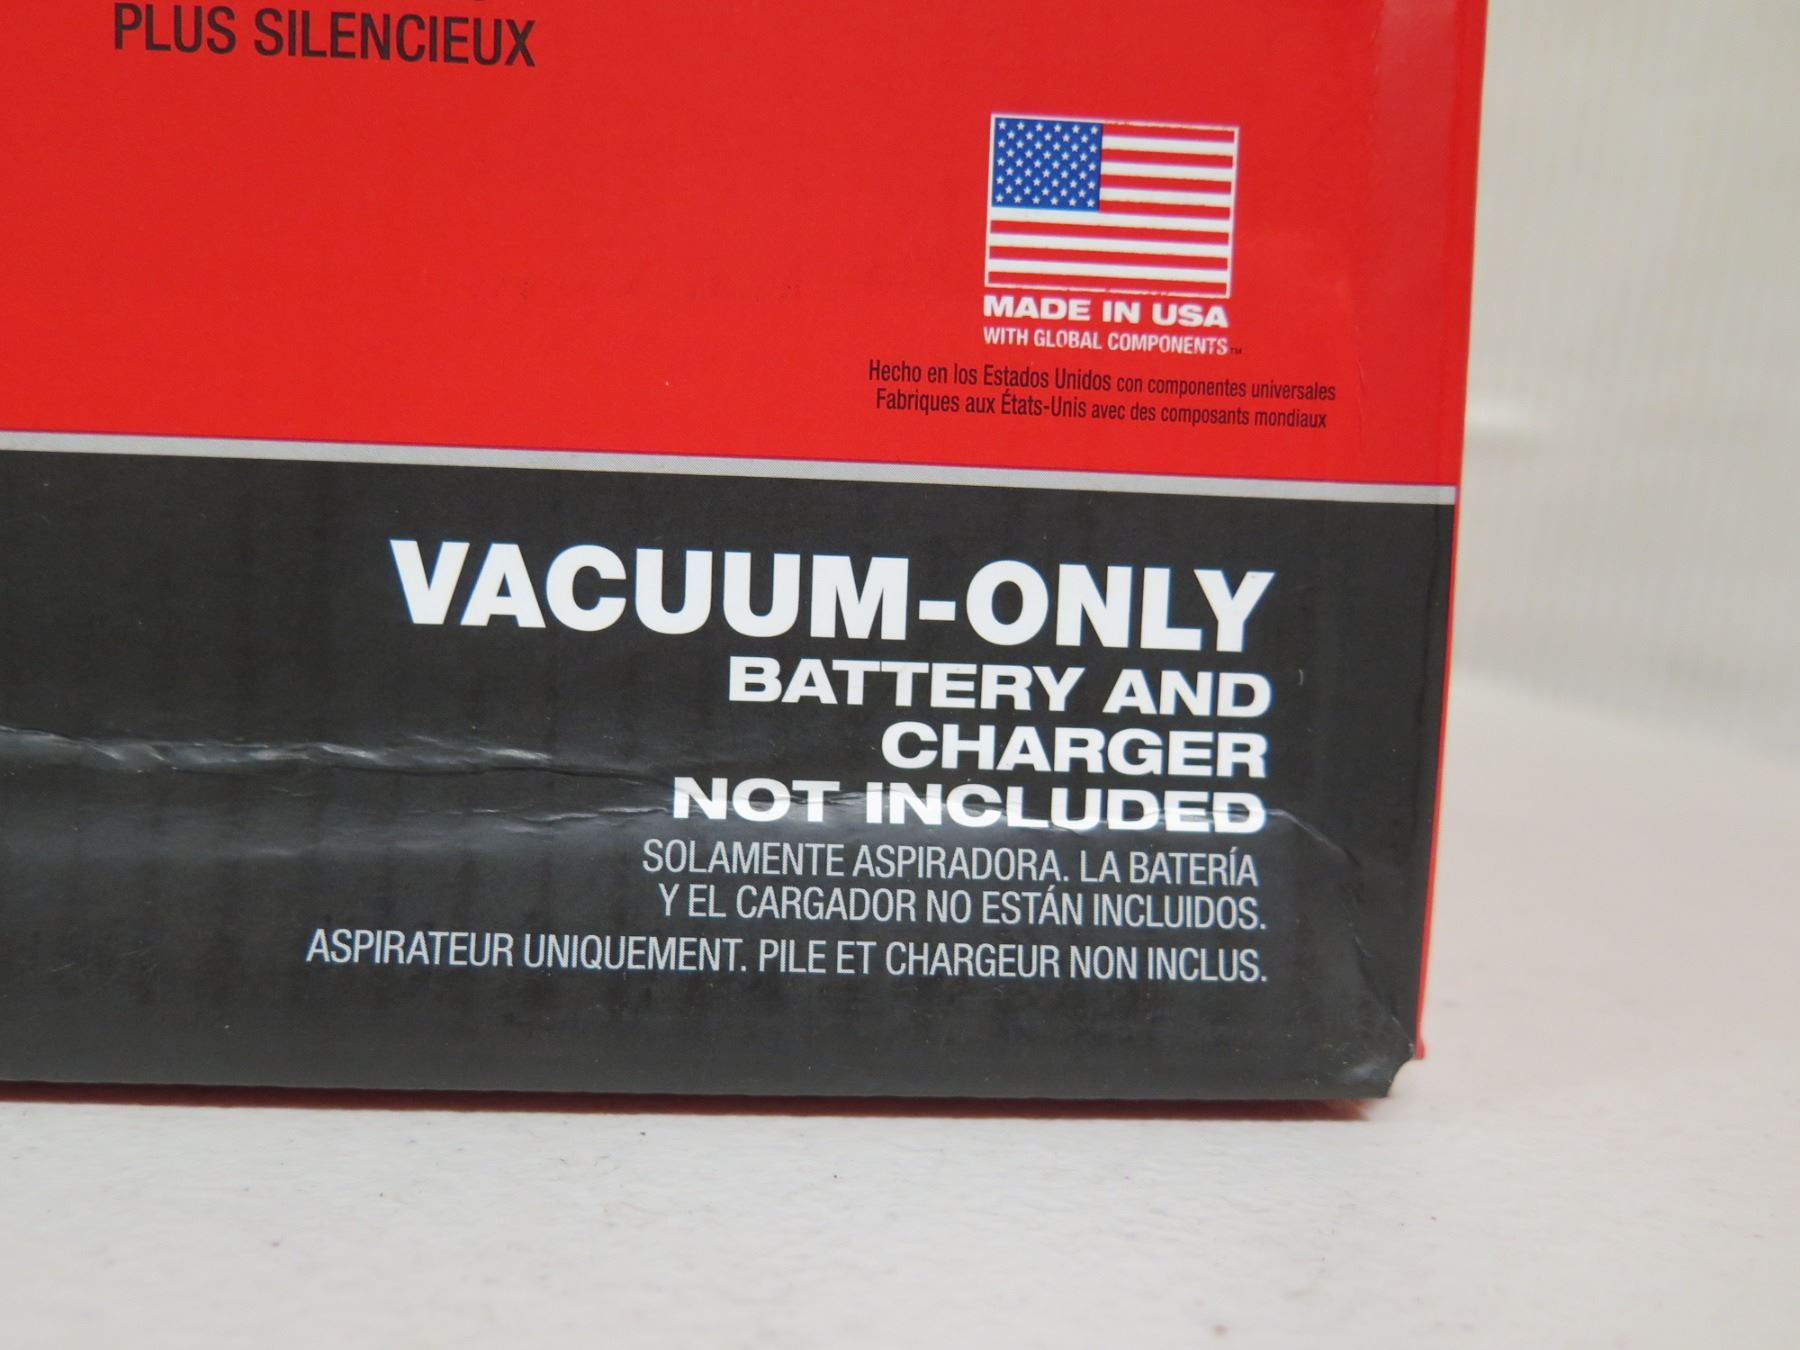 PLUS SILENCIEUX
MADE IN USA
WITH GLOBAL COMPONENTS™
Hecho en los Estados Unidos con componentes universales
Fabriques aux États-Unis avec des composants mondiaux
VACUUM-ONLY
BATTERY AND
CHARGER
NOT INCLUDED
SOLAMENTE ASPIRADORA. LA BATERÍA
Y EL CARGADOR NO ESTÁN INCLUIDOS.
ASPIRATEUR UNIQUEMENT. PILE ET CHARGEUR NON INCLUS.